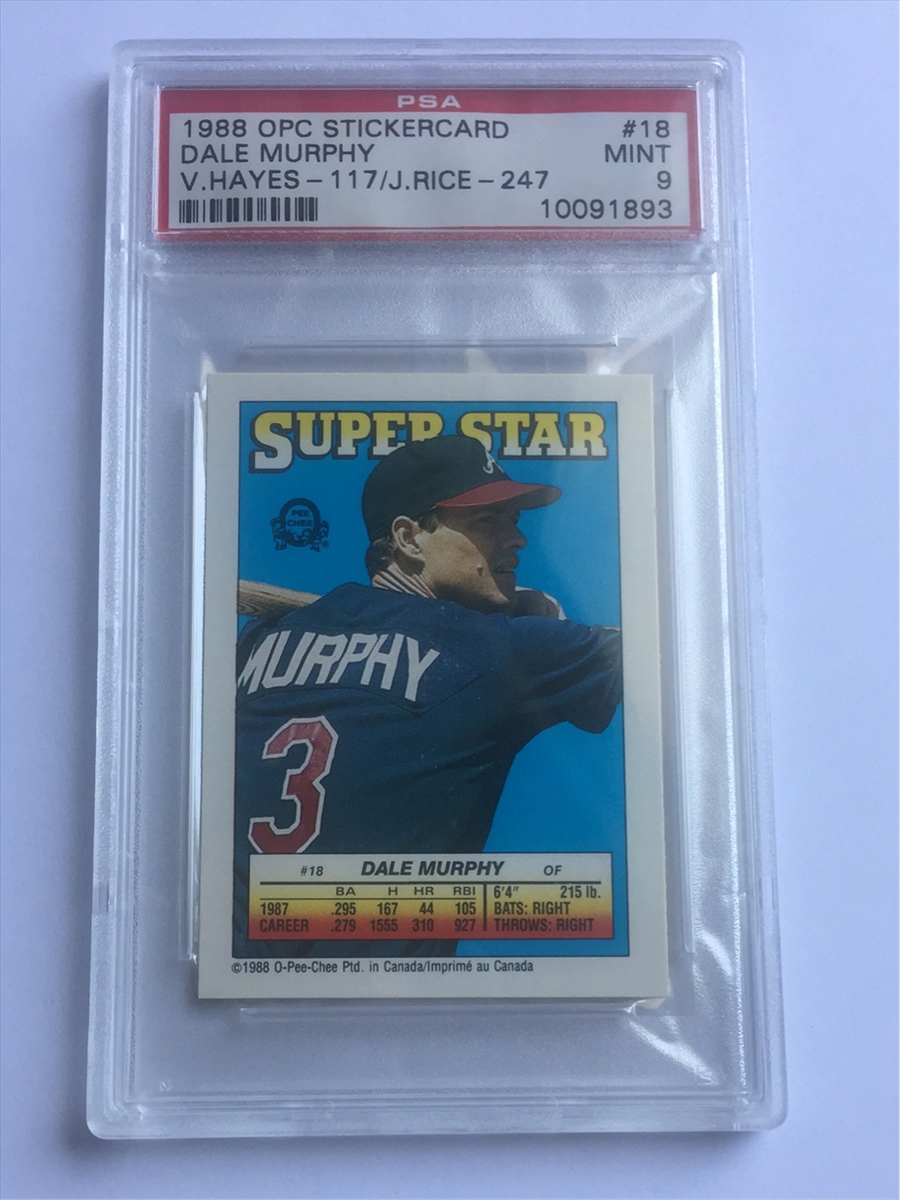 PSA
1988 OPC STICKERCARD #18
DALE MURPHY MINT
V.HAYES-117/J.RICE-247 9
10091893
SUPER STAR
A
PEE
CHEE
MURPHY
3
#18 DALE MURPHY OF
BA H HR RBI 6'4" 215 lb.
1987 .295 167 44 105 BATS: RIGHT
CAREER .279 1555 310 927 THROWS: RIGHT
©1988 O-Pee-Chee Ptd. in Canada/Imprimé au Canada